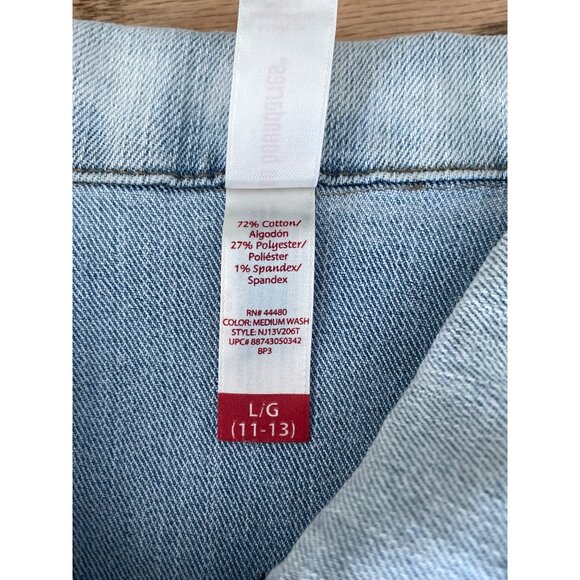 boundaries
72% Cotton/
Algodón
27% Polyester/
Poliéster
1% Spandex/
Spandex
RN# 44480
COLOR: MEDIUM WASH
STYLE: NJ13V206T
UPC# 88743050342
BP3
L/G
(11-13)